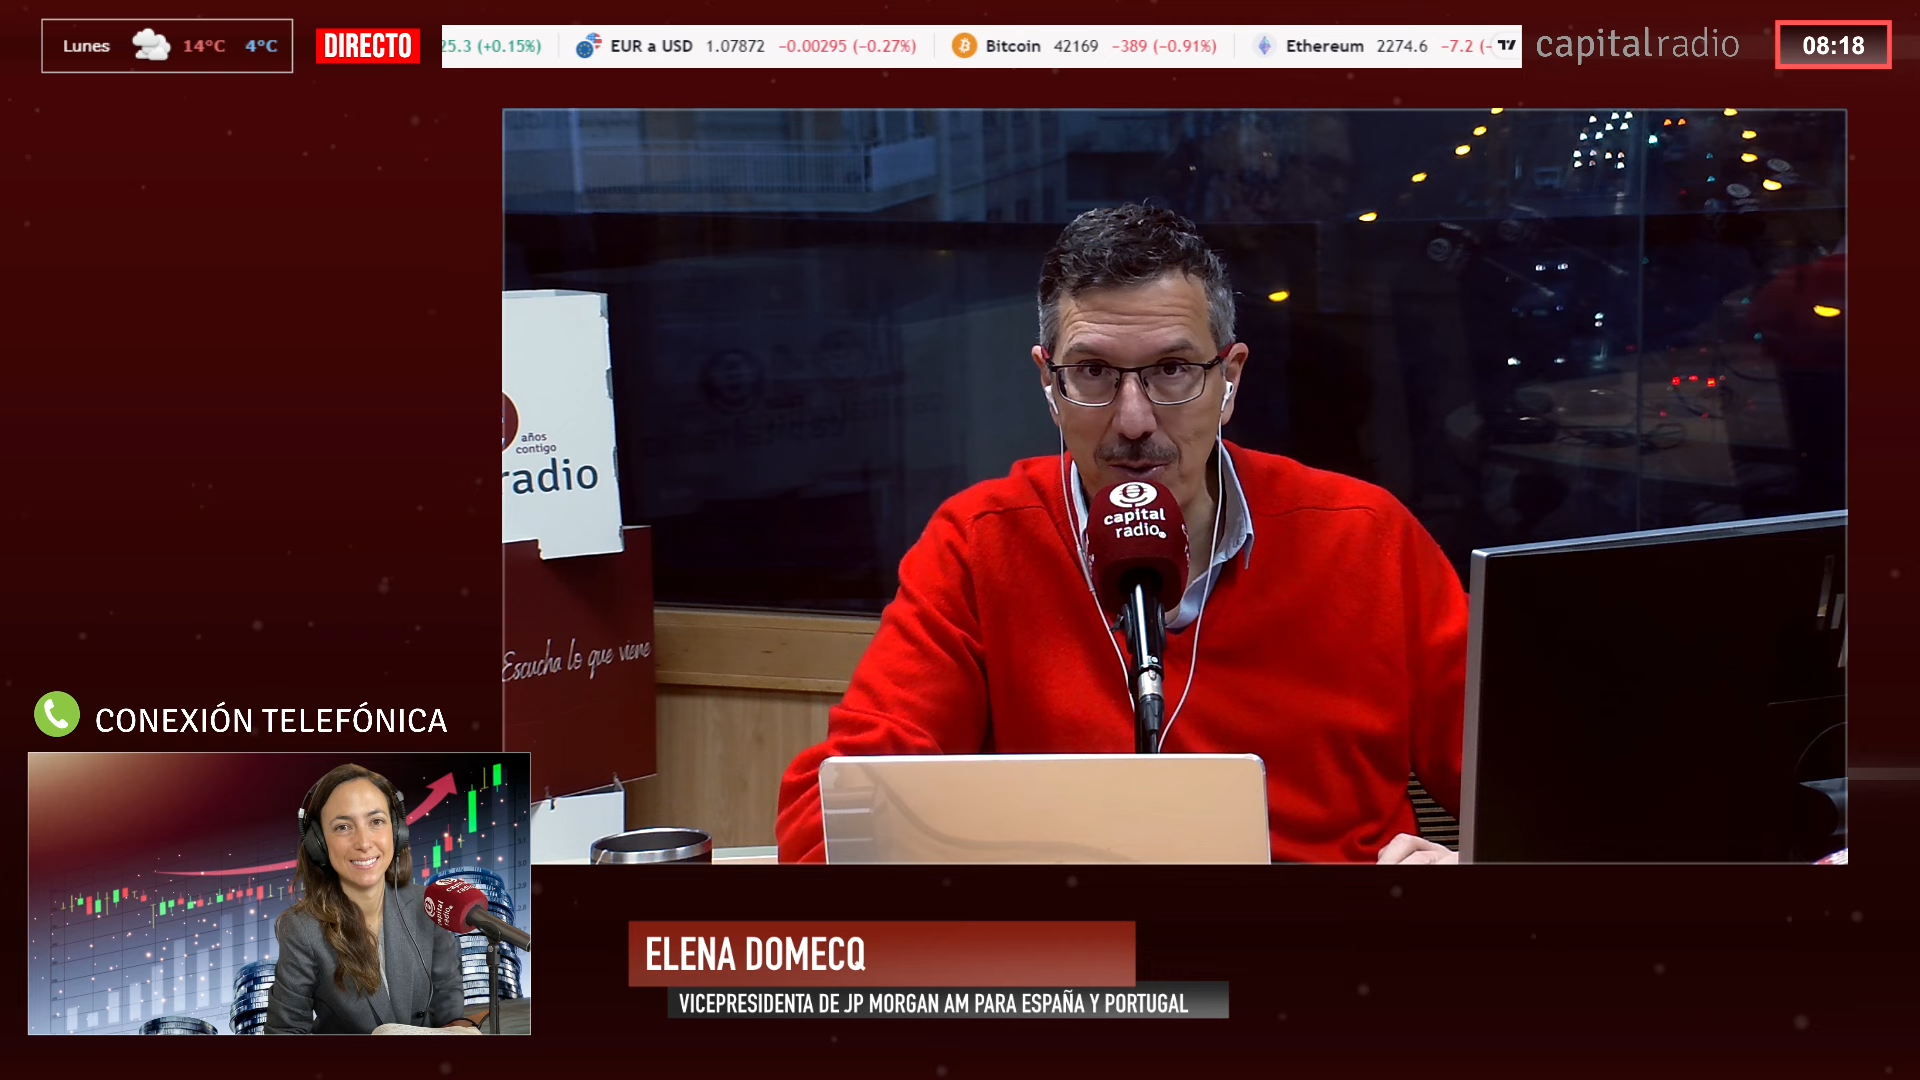 Lunes 14°C 4°C
DIRECTO
25.3 (+0.15%) EUR a USD 1.07872 −0.00295 (−0.27%) Bitcoin 42169 −389 (−0.91%) Ethereum 2274.6 −7.2 (-
capitalradio
08:18
años
contigo
radio
Escucha lo que viene
capital
radio
CONEXIÓN TELEFÓNICA
capital
radio
ELENA DOMECQ
VICEPRESIDENTA DE JP MORGAN AM PARA ESPAÑA Y PORTUGAL